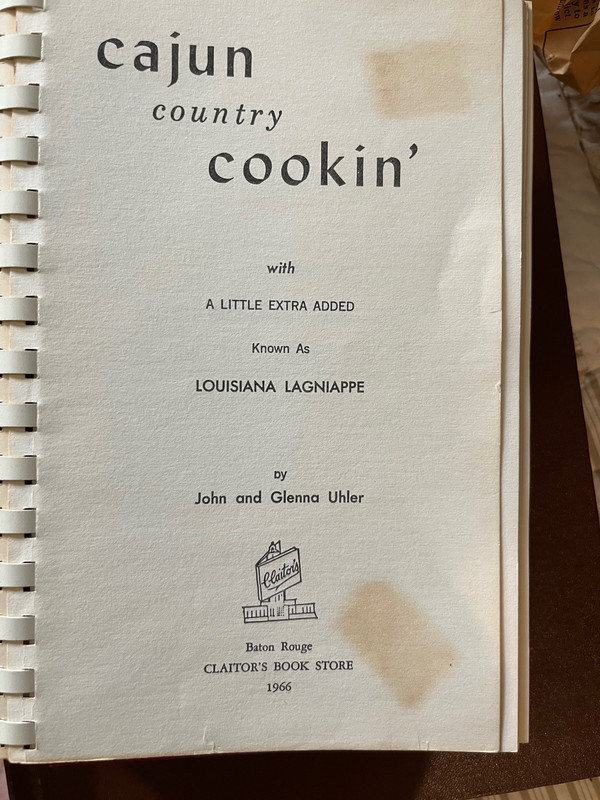 cajun
country
cookin'
with
A LITTLE EXTRA ADDED
Known As
LOUISIANA LAGNIAPPE
by
John and Glenna Uhler
Claitor's
Baton Rouge
CLAITOR'S BOOK STORE
1966